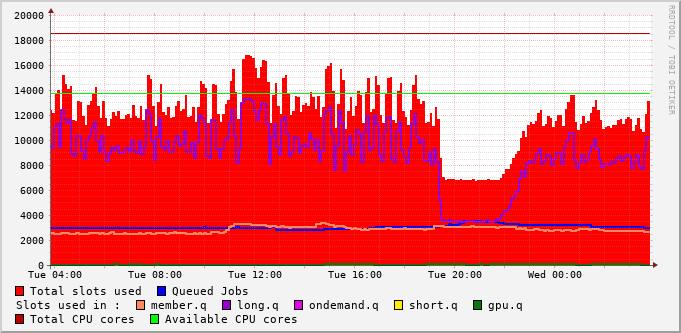 20000
18000
16000
14000
12000
10000
8000
6000
4000
2000
0
Tue 04:00 Tue 08:00 Tue 12:00 Tue 16:00 Tue 20:00 Wed 00:00
RRDTOOL / TOBI OETIKER
Total slots used Queued Jobs
Slots used in : member.q long.q ondemand.q short.q gpu.q
Total CPU cores Available CPU cores